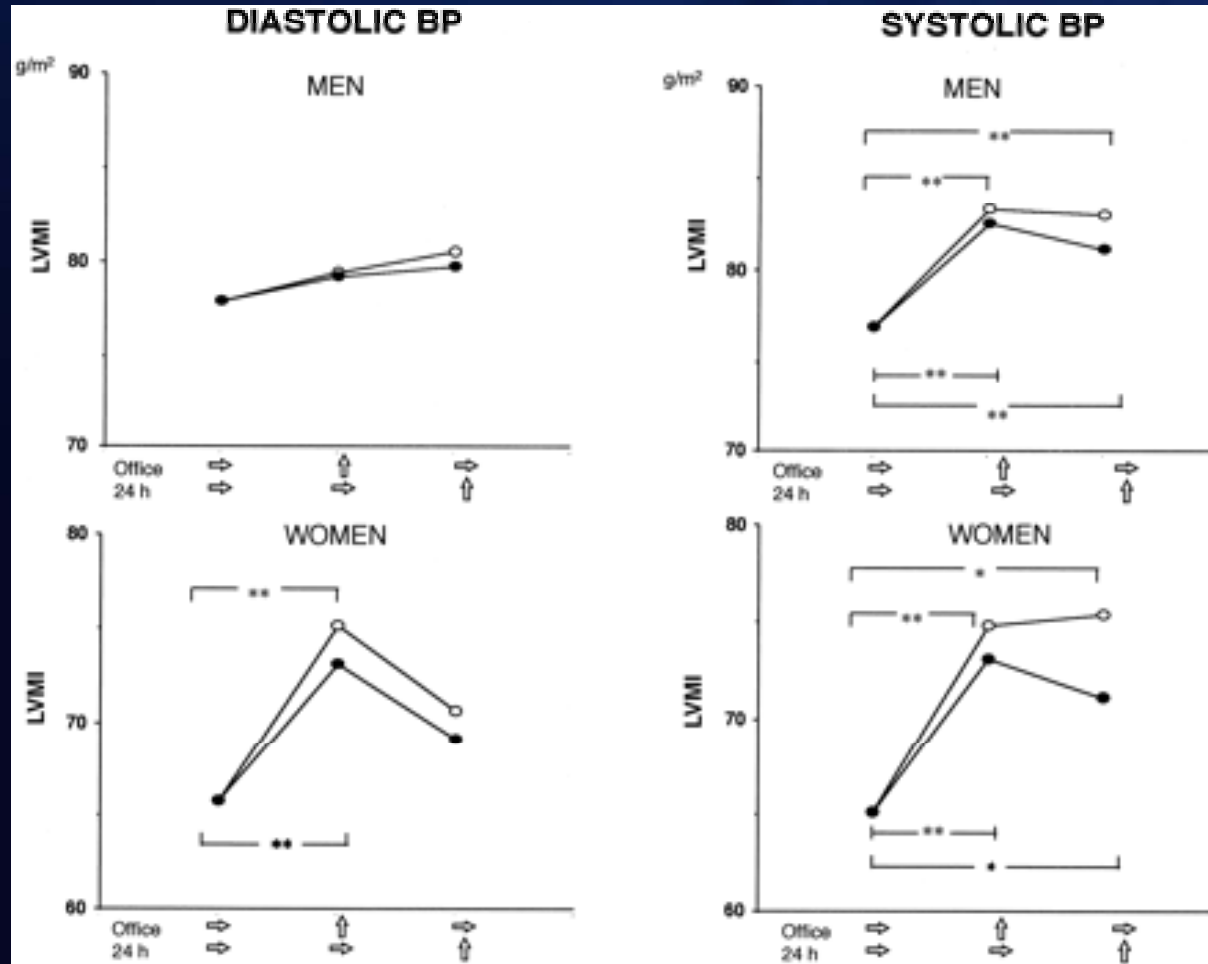 DIASTOLIC BP
g/m²
90
MEN
LVMI
80
70
Office ⇨ ⇧ ⇨
24 h ⇨ ⇨ ⇧
80
WOMEN
**
LVMI
70
**
60
Office ⇨ ⇧ ⇨
24 h ⇨ ⇨ ⇧
SYSTOLIC BP
g/m²
90
MEN
**
**
LVMI
80
**
**
70
Office ⇨ ⇧ ⇨
24 h ⇨ ⇨ ⇧
80
WOMEN
*
**
LVMI
70
**
*
60
Office ⇨ ⇧ ⇨
24 h ⇨ ⇨ ⇧